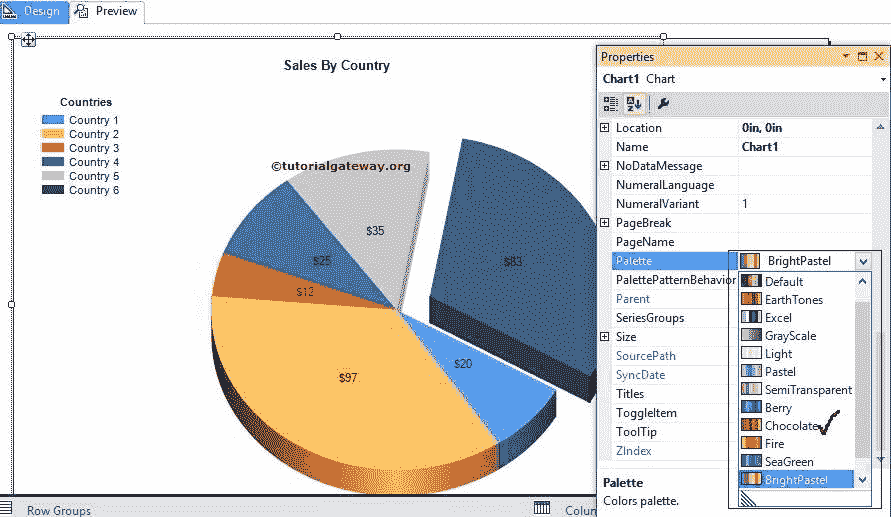 Design Preview
Sales By Country
Countries
Country 1
Country 2
Country 3
Country 4
Country 5
Country 6
©tutorialgateway.org
$35
$25
$83
$12
$20
$97
Properties
Chart1 Chart
Location 0in, 0in
Name Chart1
NoDataMessage
NumeralLanguage
NumeralVariant 1
PageBreak
PageName
Palette BrightPastel
PalettePatternBehavior
Parent
SeriesGroups
Size
SourcePath
SyncDate
Titles
ToggleItem
ToolTip
ZIndex
Default
EarthTones
Excel
GrayScale
Light
Pastel
SemiTransparent
Berry
Chocolate
Fire
SeaGreen
BrightPastel
Palette
Colors palette.
Row Groups